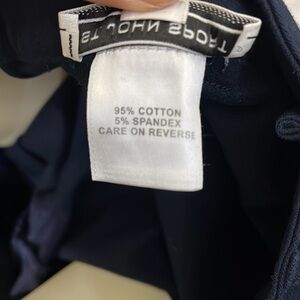 ST. JOHN SPORT
95% COTTON
5% SPANDEX
CARE ON REVERSE